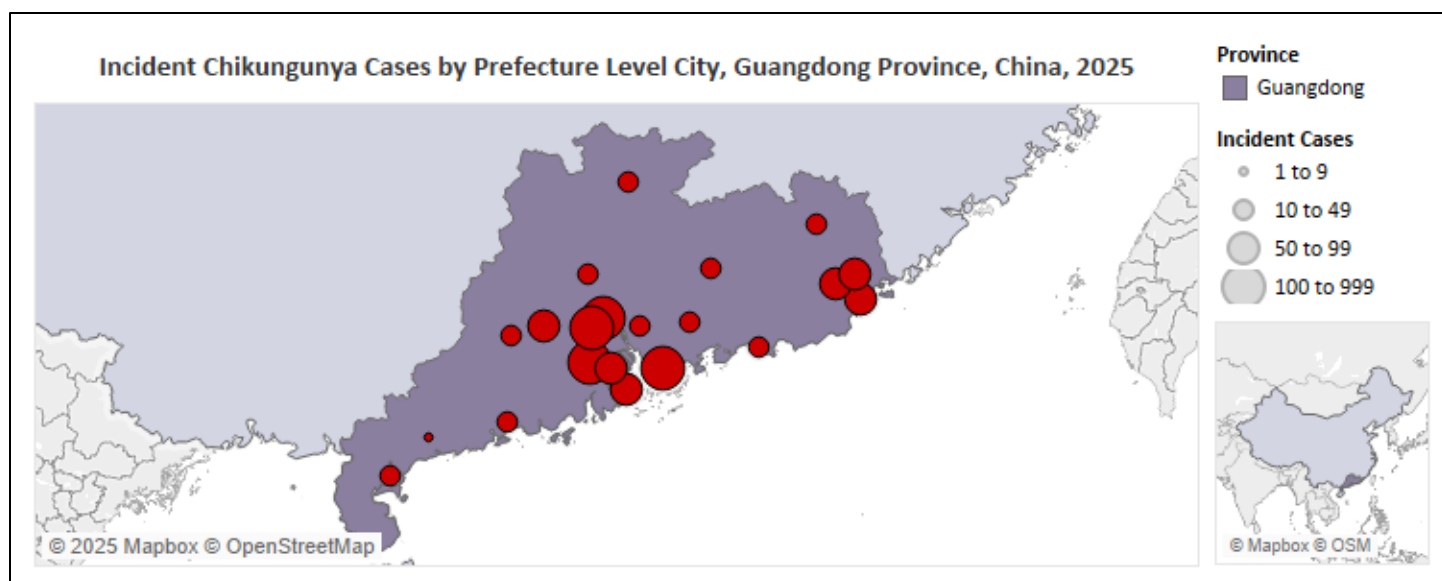 Incident Chikungunya Cases by Prefecture Level City, Guangdong Province, China, 2025
Province
Guangdong
Incident Cases
1 to 9
10 to 49
50 to 99
100 to 999
© 2025 Mapbox © OpenStreetMap
© Mapbox © OSM